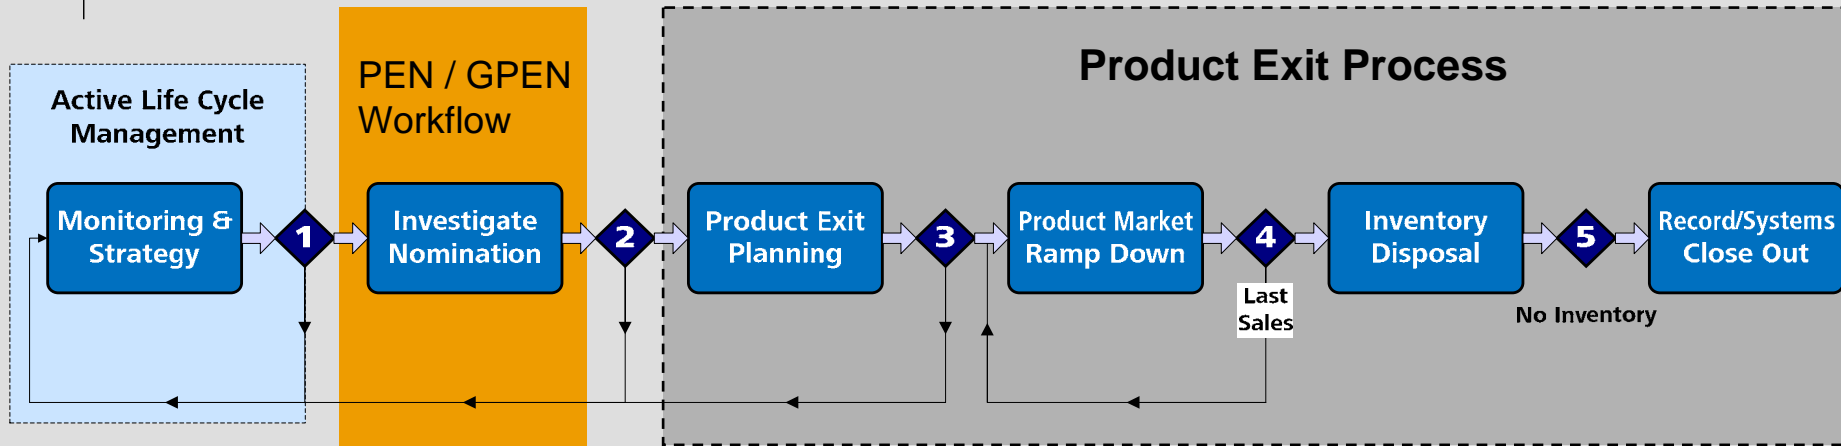 Product Exit Process
PEN / GPEN
Workflow
Active Life Cycle
Management
Monitoring &
Strategy
1
Investigate
Nomination
2
Product Exit
Planning
3
Product Market
Ramp Down
4
Last
Sales
Inventory
Disposal
5
No Inventory
Record/Systems
Close Out